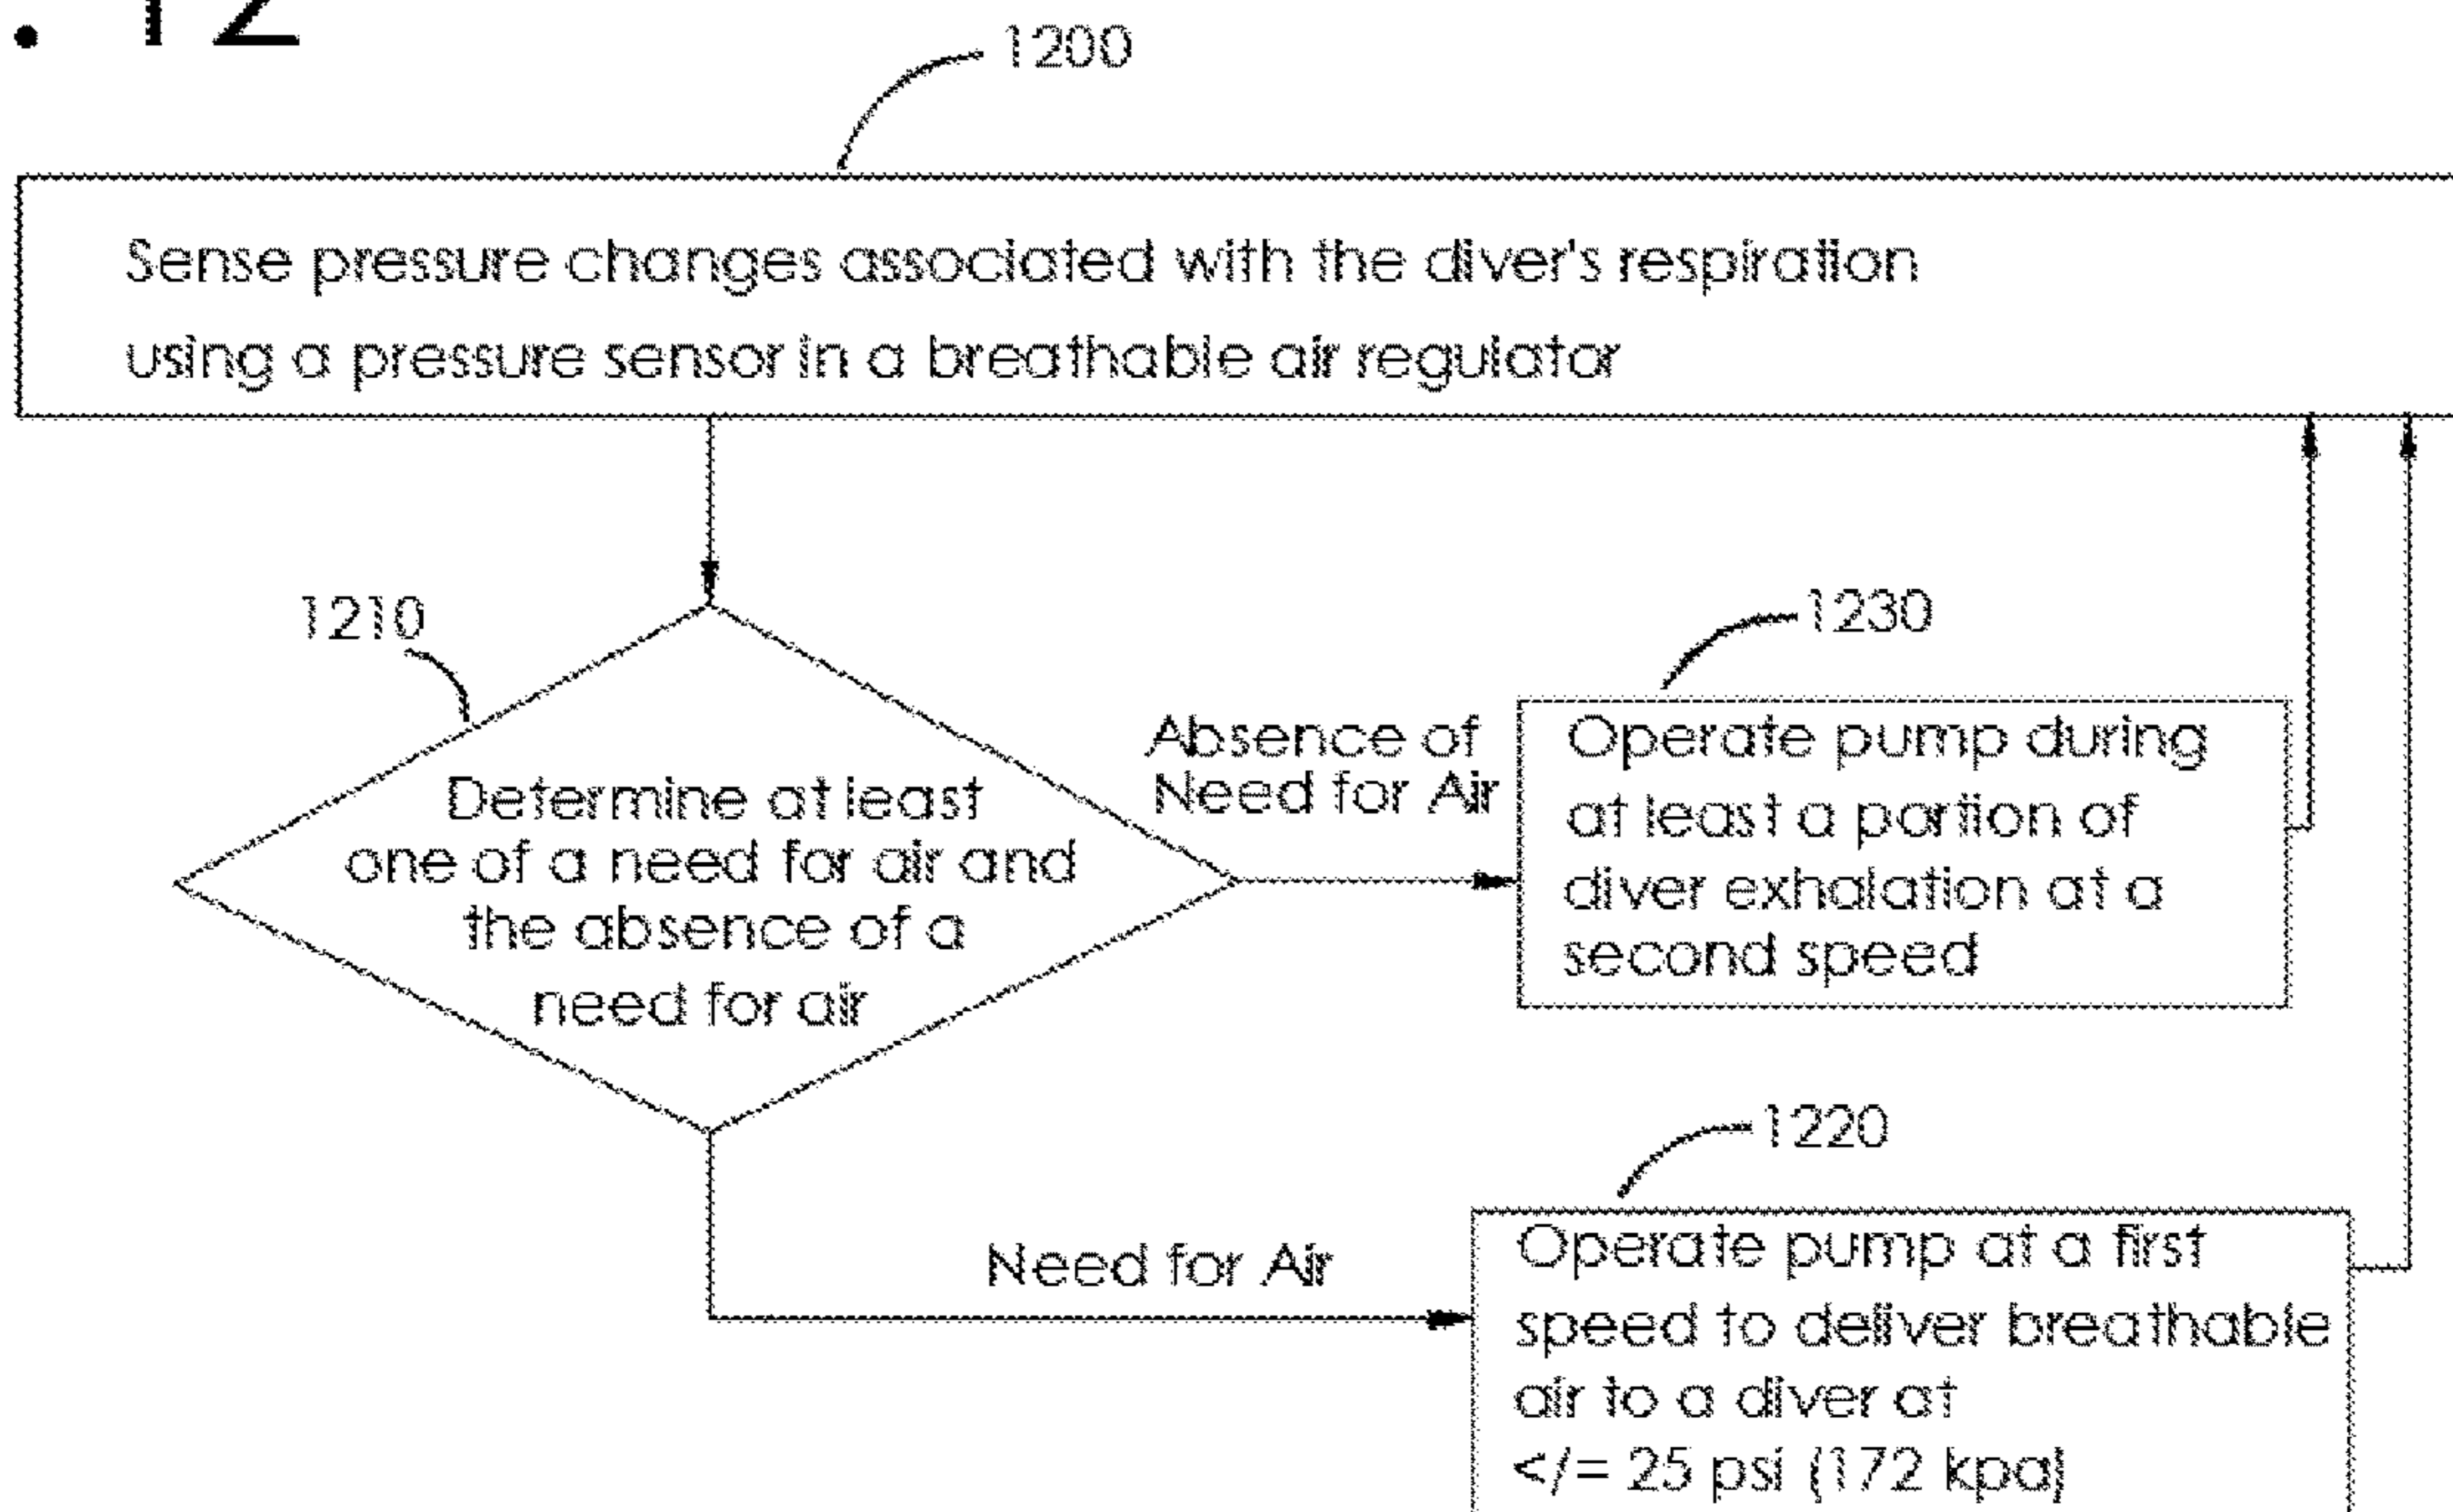 . 12
1200
Sense pressure changes associated with the diver's respiration
using a pressure sensor in a breathable air regulator
1210
Determine at least
one of a need for air and
the absence of a
need for air
Absence of
Need for Air
1230
Operate pump during
at least a portion of
diver exhalation at a
second speed
Need for Air
1220
Operate pump at a first
speed to deliver breathable
air to a diver at
</= 25 psi (172 kpa)